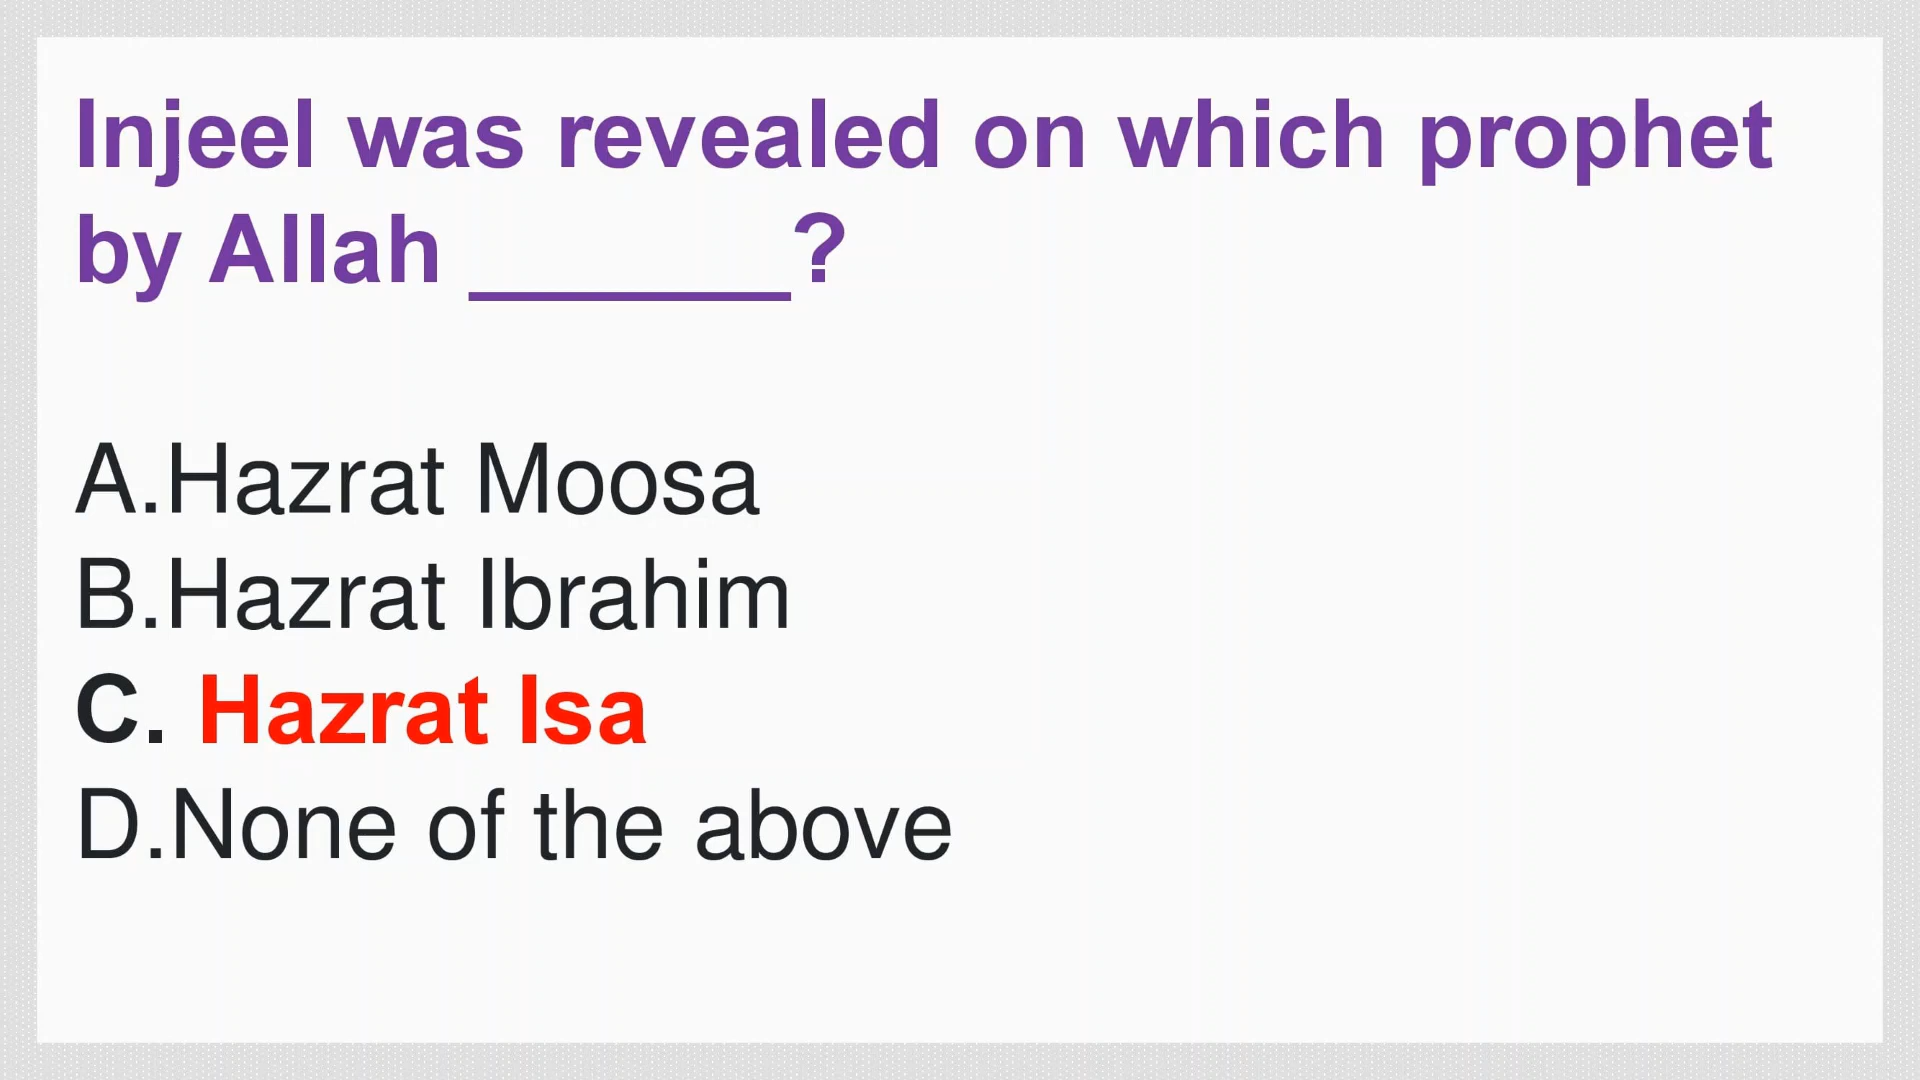 Injeel was revealed on which prophet
by Allah ______?
A.Hazrat Moosa
B.Hazrat Ibrahim
C. Hazrat Isa
D.None of the above